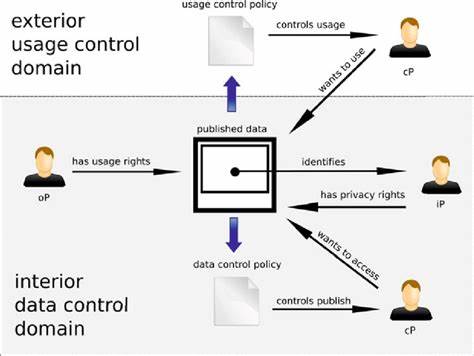 usage control policy
exterior
usage control
domain
controls usage
cP
wants to use
published data
has usage rights
identifies
oP
has privacy rights
iP
wants to access
data control policy
interior
data control
domain
controls publish
cP